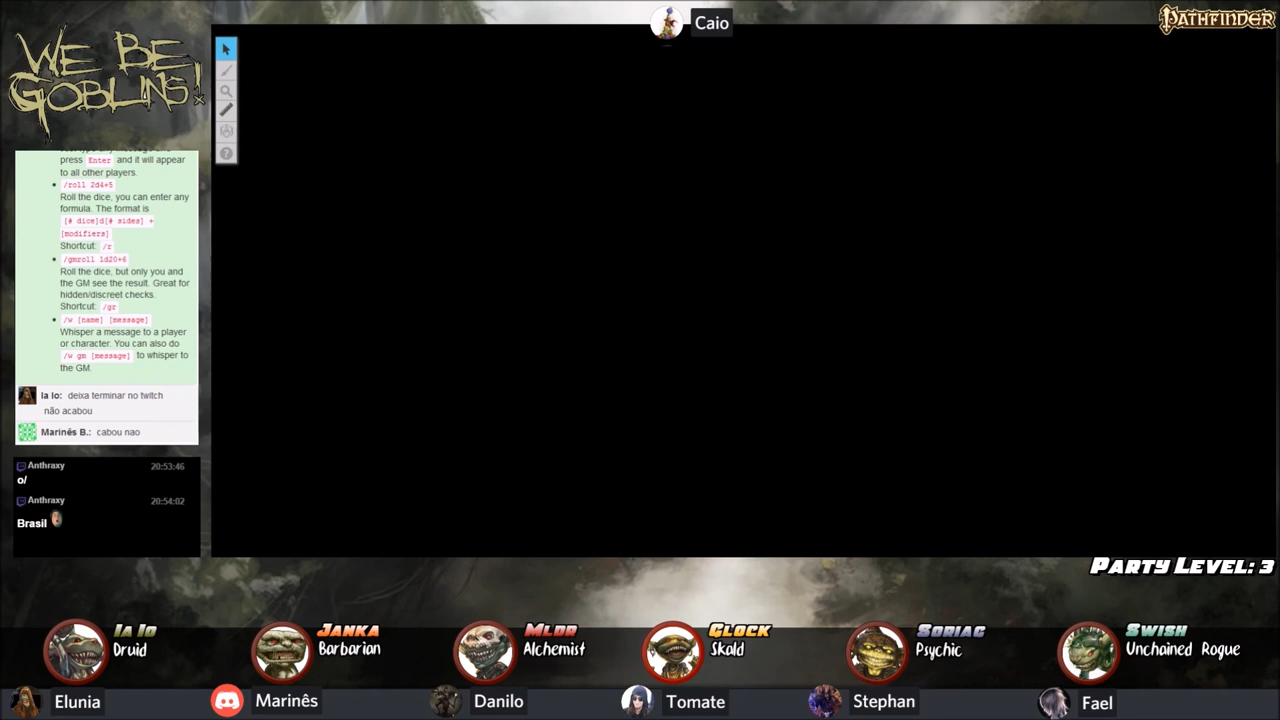 Caio
PATHFINDER
WE BE
GOBLINS!
press Enter and it will appear
to all other players.
/roll 2d4+5
Roll the dice, you can enter any
formula. The format is
[# dice]d[# sides] +
[modifiers]
Shortcut: /r
/gmroll 1d20+6
Roll the dice, but only you and
the GM see the result. Great for
hidden/discreet checks.
Shortcut: /gr
/w [name] [message]
Whisper a message to a player
or character. You can also do
/w gm [message] to whisper to
the GM.
Ia Io: deixa terminar no twitch
não acabou
Marinês B.: cabou nao
Anthraxy 20:53:46
o/
Anthraxy 20:54:02
Brasil
PARTY LEVEL: 3
IA IO
Druid
JANKA
Barbarian
MLDR
Alchemist
GLOCK
Skald
SORIAC
Psychic
SWISH
Unchained Rogue
Elunia
Marinês
Danilo
Tomate
Stephan
Fael